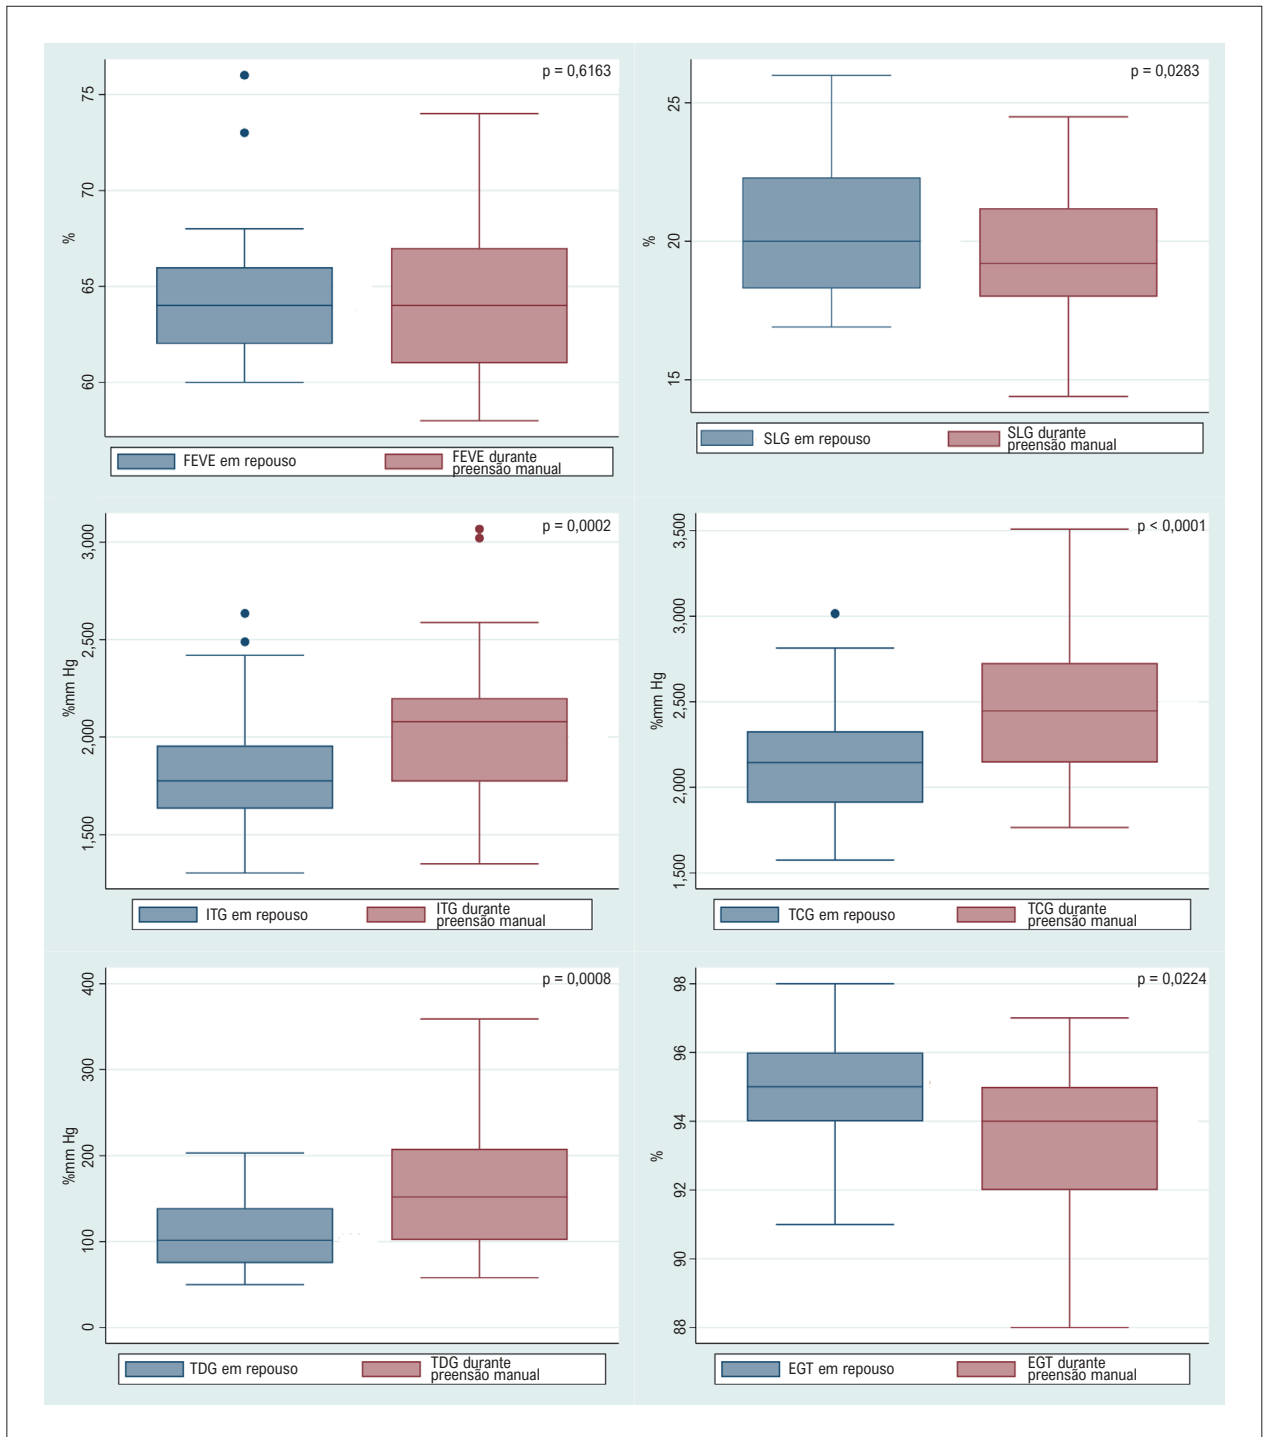 p = 0,6163
75
70
65
60
%
FEVE em repouso
FEVE durante
preensão manual
p = 0,0283
25
20
15
%
SLG em repouso
SLG durante
preensão manual
p = 0,0002
3,000
2,500
2,000
1,500
%mm Hg
ITG em repouso
ITG durante
preensão manual
p < 0,0001
3,500
3,000
2,500
2,000
1,500
%mm Hg
TCG em repouso
TCG durante
preensão manual
p = 0,0008
400
300
200
100
0
%mm Hg
TDG em repouso
TDG durante
preensão manual
p = 0,0224
98
96
94
92
90
88
%
EGT em repouso
EGT durante
preensão manual